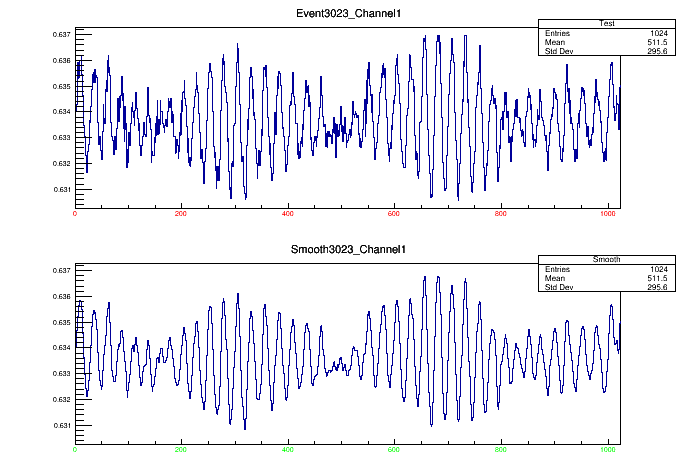 Event3023_Channel1
Test
Entries 1024
Mean 511.5
Std Dev 295.6
0.637
0.636
0.635
0.634
0.633
0.632
0.631
0 200 400 600 800 1000
Smooth3023_Channel1
Smooth
Entries 1024
Mean 511.5
Std Dev 295.6
0.637
0.636
0.635
0.634
0.633
0.632
0.631
0 200 400 600 800 1000